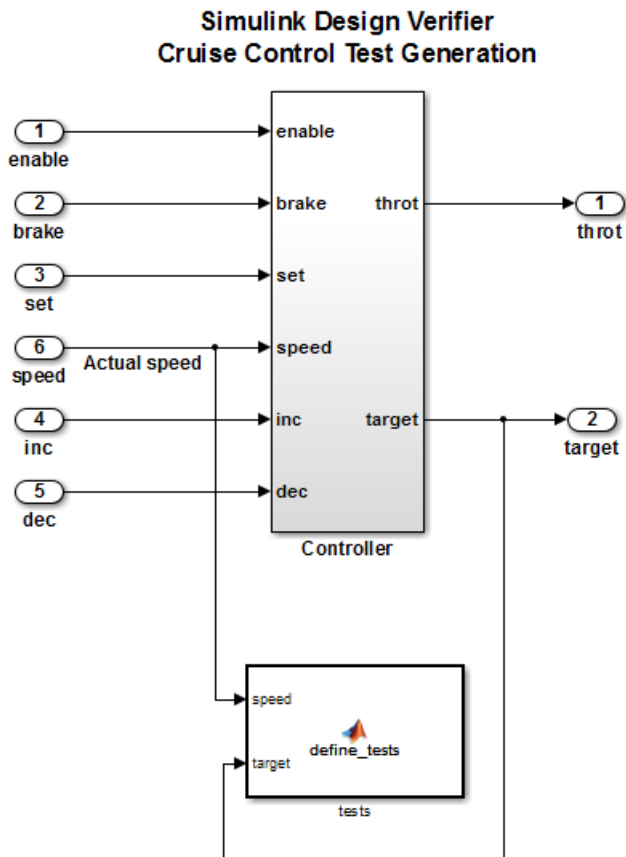 Simulink Design Verifier
Cruise Control Test Generation
1
enable
enable
2
brake
brake
throt
1
throt
3
set
set
6
speed
Actual speed
speed
4
inc
inc
target
2
target
5
dec
dec
Controller
speed
define_tests
target
tests